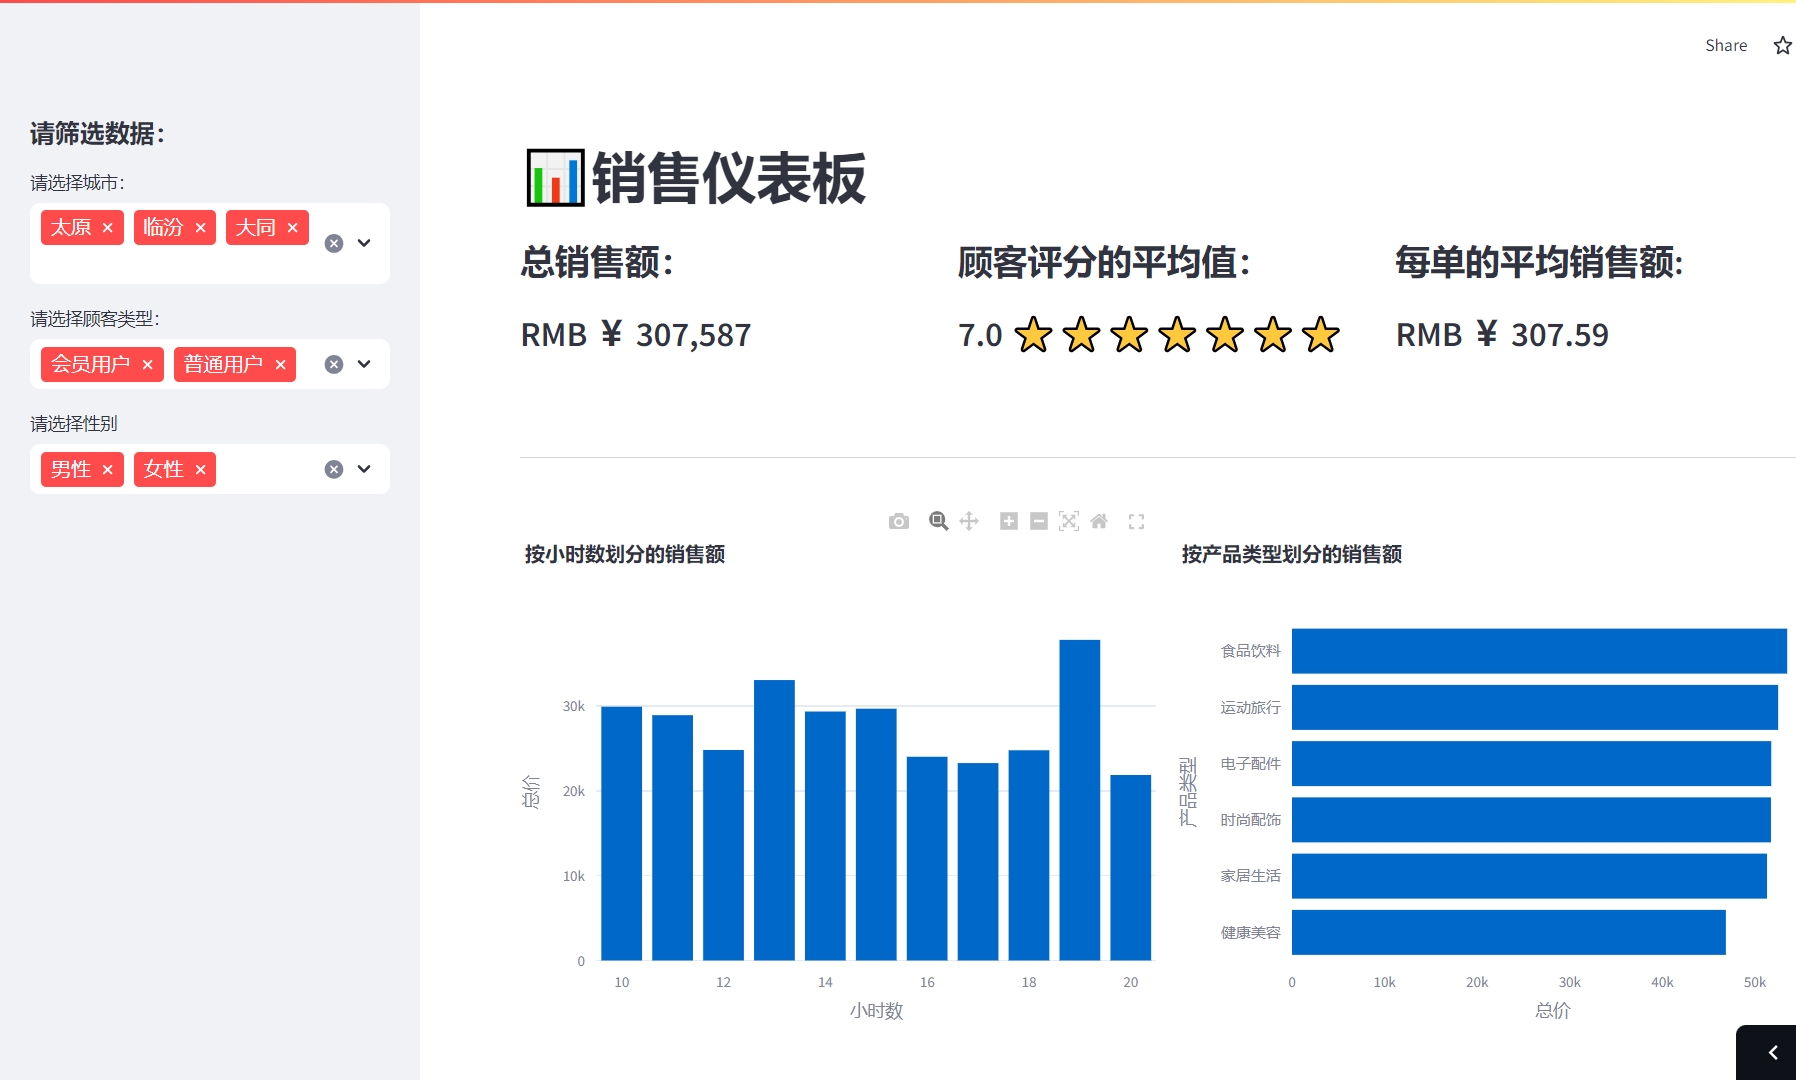 Share
请筛选数据:
请选择城市:
太原 × 临汾 × 大同 ×
请选择顾客类型:
会员用户 × 普通用户 ×
请选择性别
男性 × 女性 ×
销售仪表板
总销售额:
RMB ¥ 307,587
顾客评分的平均值:
7.0 ⭐⭐⭐⭐⭐⭐⭐
每单的平均销售额:
RMB ¥ 307.59
按小时数划分的销售额
总价
30k
20k
10k
0
10 12 14 16 18 20
小时数
按产品类型划分的销售额
产品类型
食品饮料
运动旅行
电子配件
时尚配饰
家居生活
健康美容
0 10k 20k 30k 40k 50k
总价